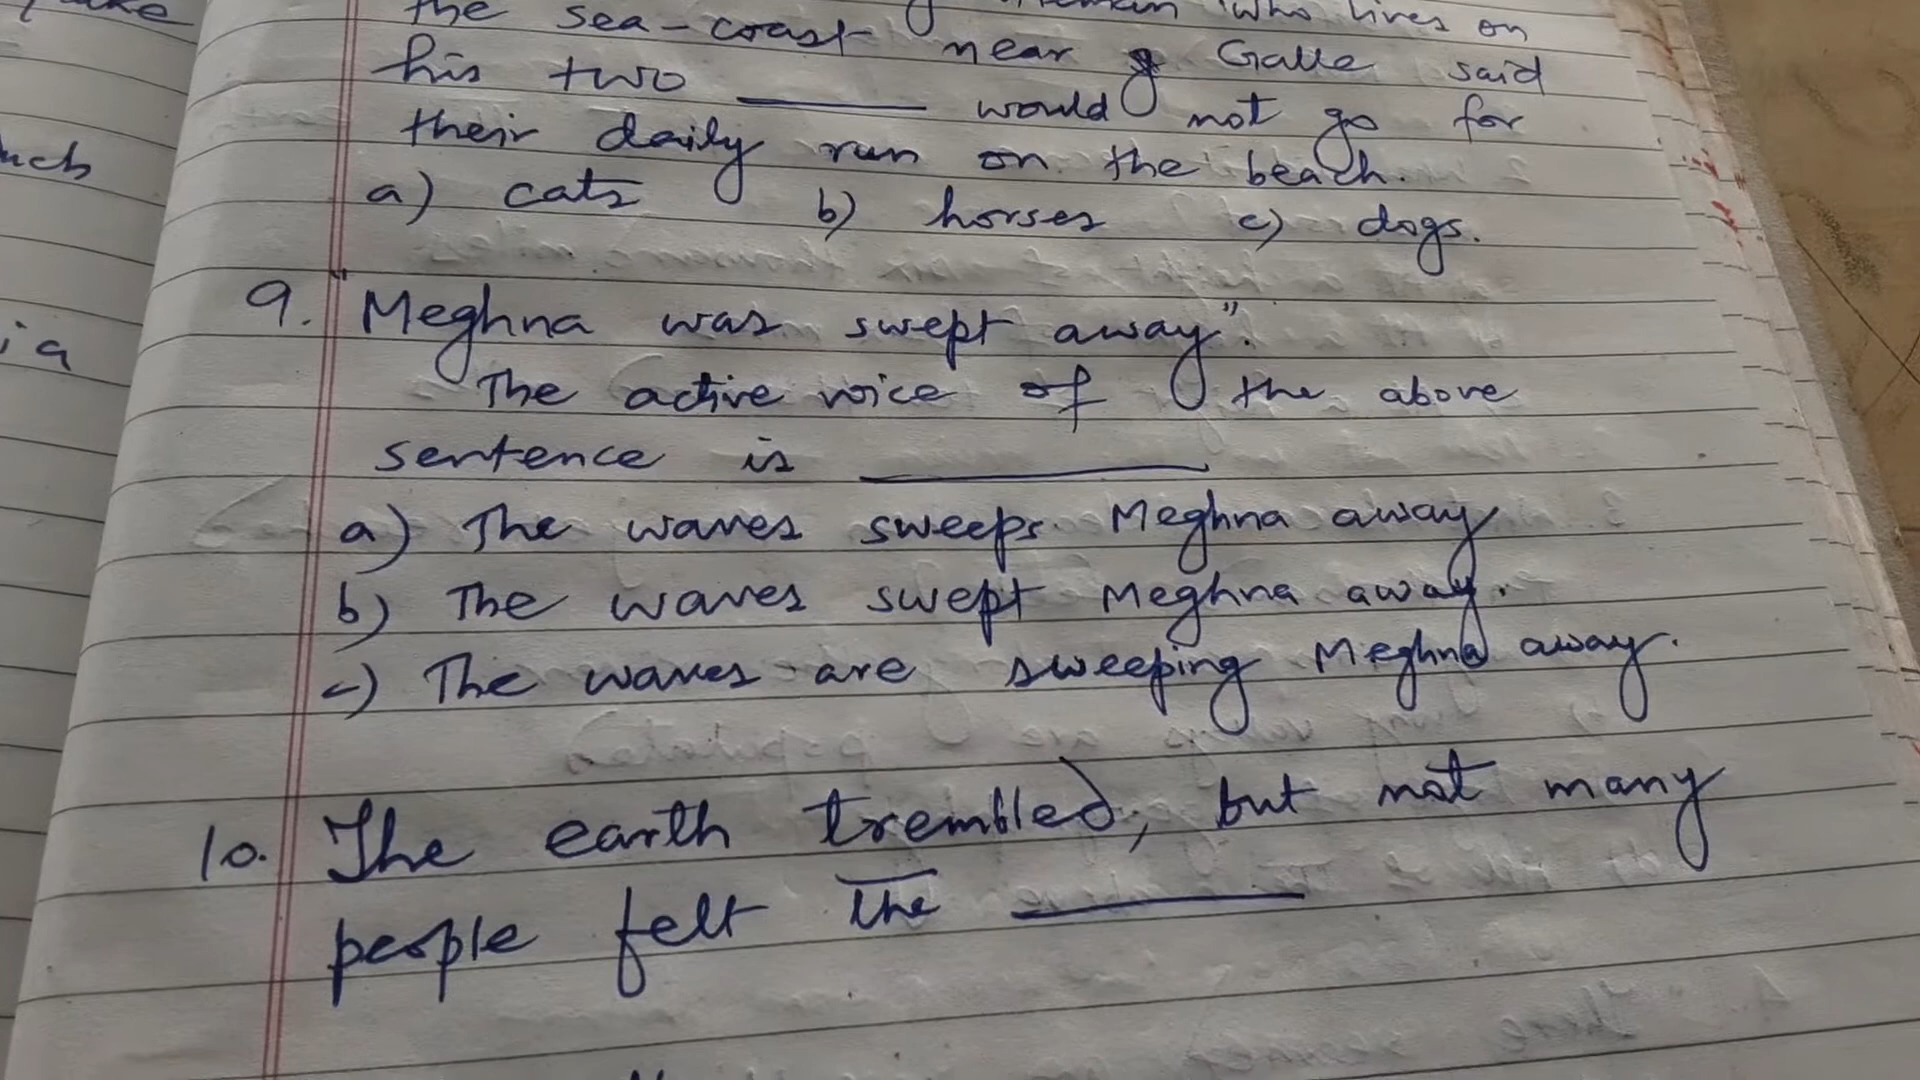 the sea-coast near Galle said
who lives on
his two ______ would not go for
their daily run on the beach.
a) cats b) horses c) dogs.
9. "Meghna was swept away".
The active voice of the above
sentence is ______
a) The waves sweeps Meghna away
b) The waves swept Meghna away.
c) The waves are sweeping Meghna away.
10. The earth trembled, but not many
people felt the ______